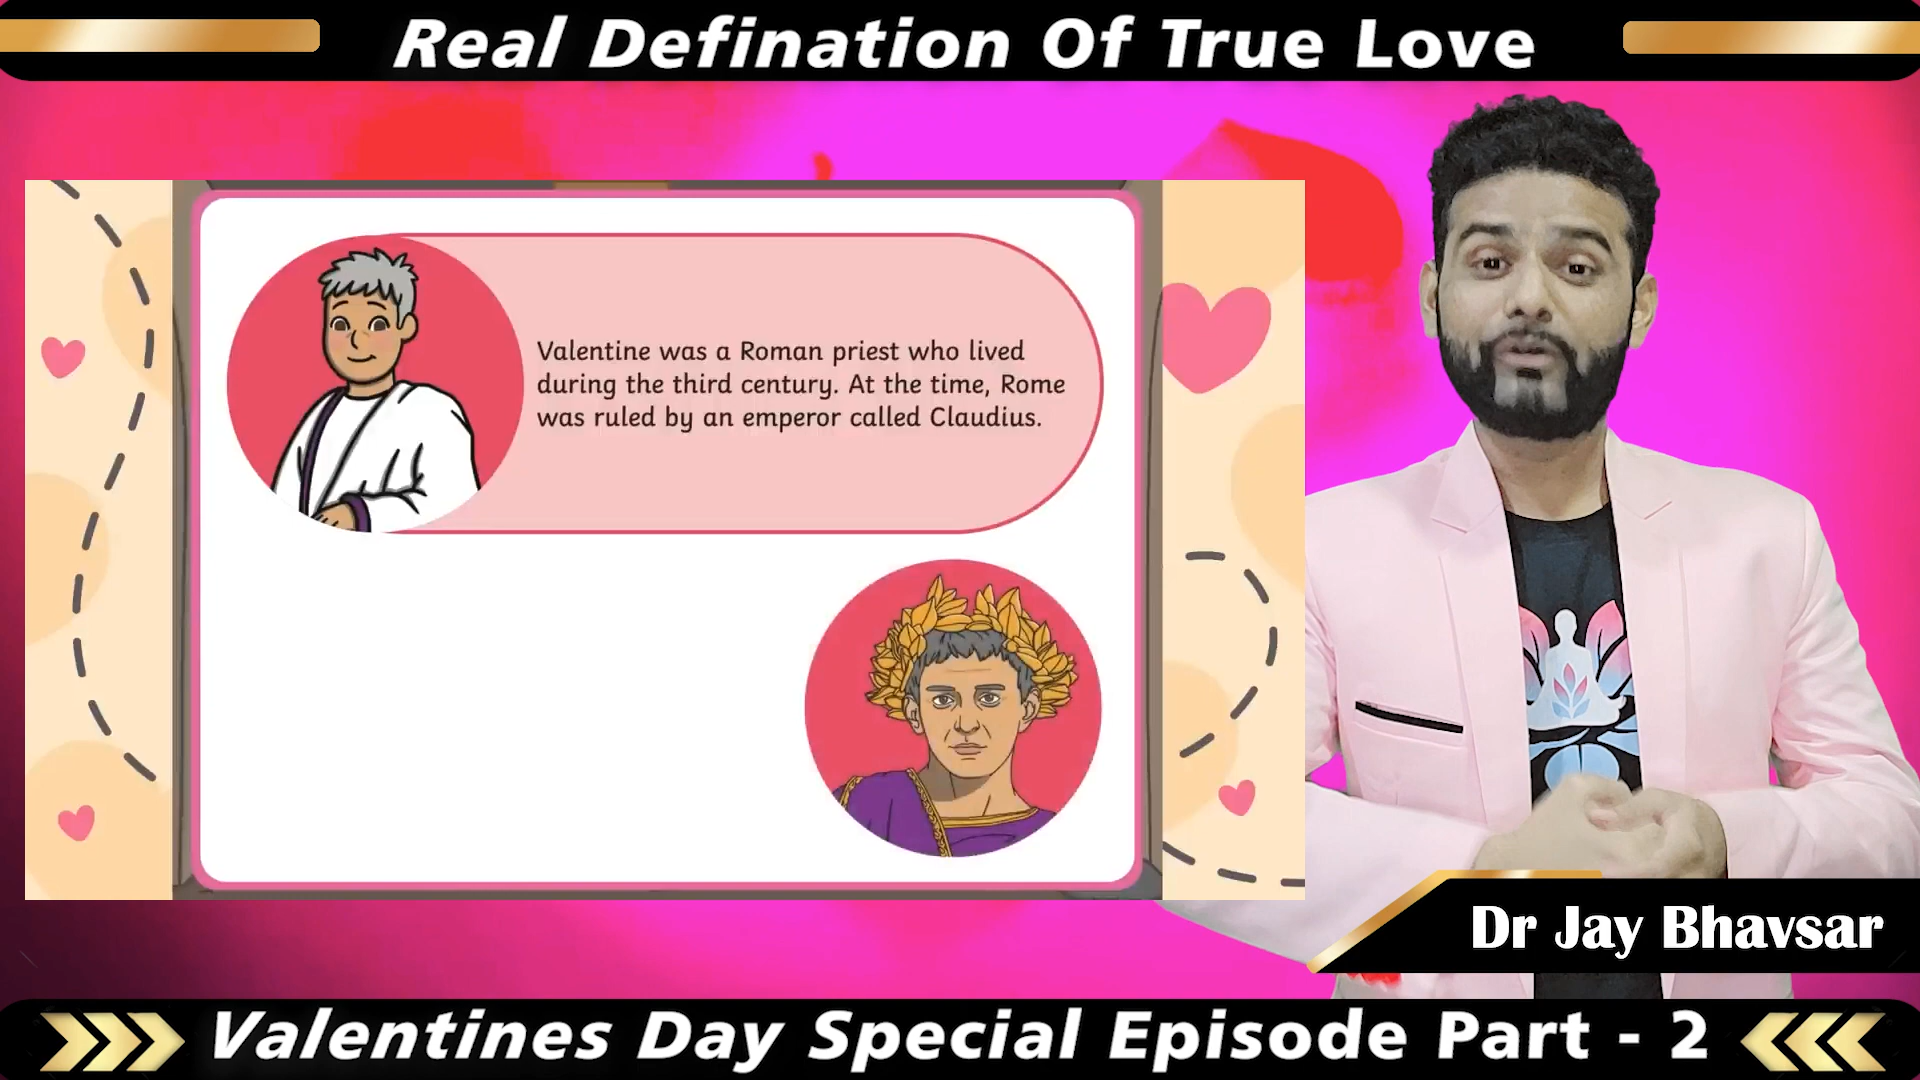 Real Defination Of True Love
Valentine was a Roman priest who lived
during the third century. At the time, Rome
was ruled by an emperor called Claudius.
Dr Jay Bhavsar
Valentines Day Special Episode Part - 2